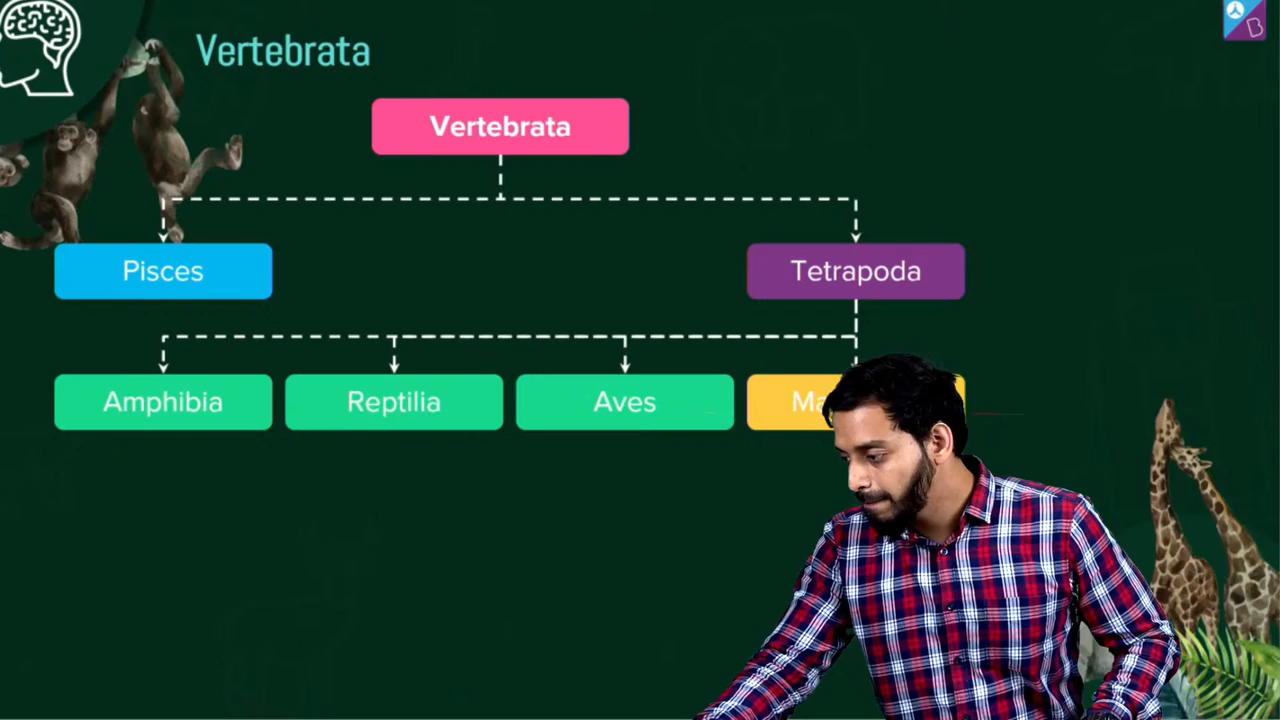 Vertebrata
Vertebrata
Pisces
Tetrapoda
Amphibia
Reptilia
Aves
B